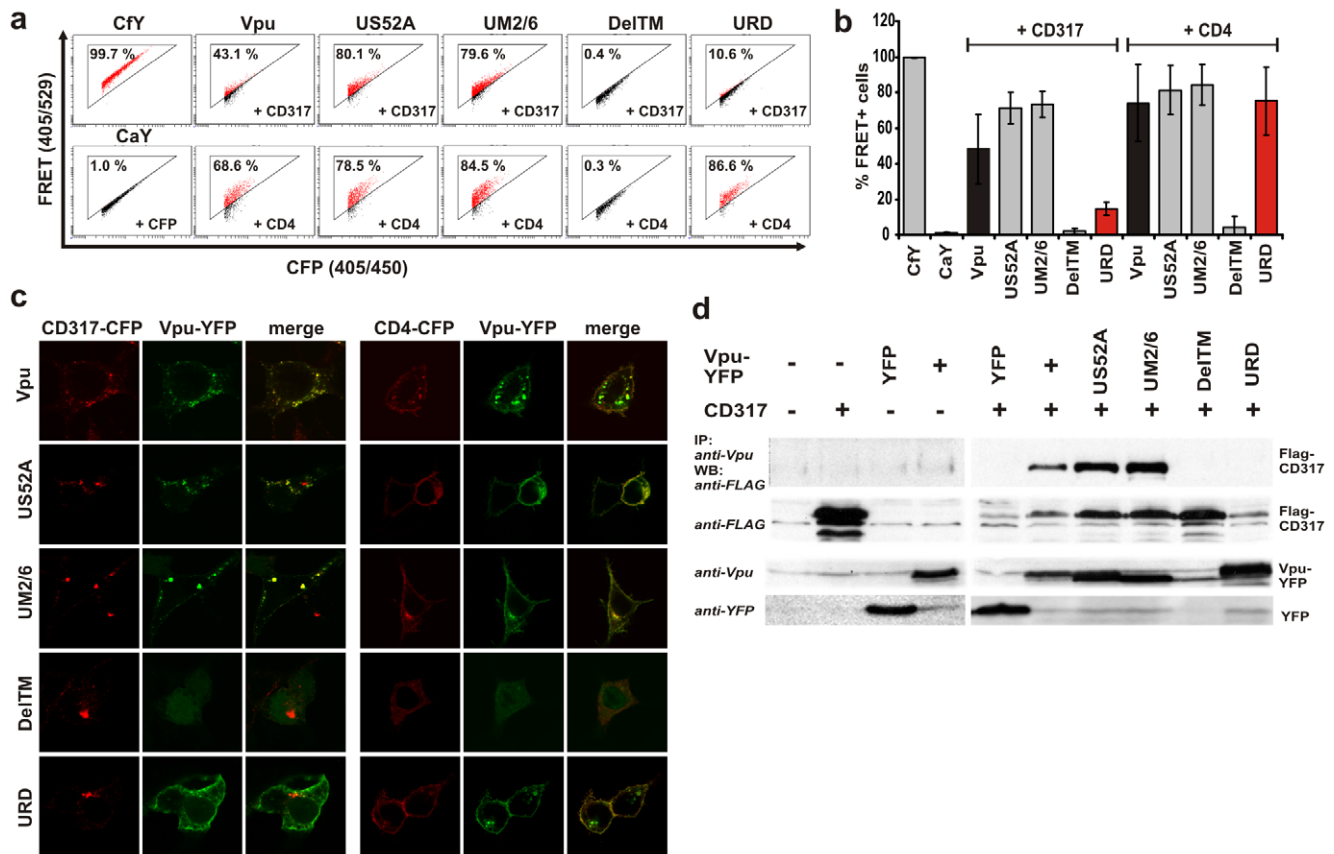 a
CfY Vpu US52A UM2/6 DelTM URD
99.7 % 43.1 % 80.1 % 79.6 % 0.4 % 10.6 %
+ CD317 + CD317 + CD317 + CD317 + CD317
CaY
1.0 % 68.6 % 78.5 % 84.5 % 0.3 % 86.6 %
+ CFP + CD4 + CD4 + CD4 + CD4 + CD4
FRET (405/529)
CFP (405/450)
b
+ CD317 + CD4
% FRET+ cells
120
100
80
60
40
20
0
CfY CaY Vpu US52A UM2/6 DelTM URD Vpu US52A UM2/6 DelTM URD
c
CD317-CFP Vpu-YFP merge CD4-CFP Vpu-YFP merge
Vpu
US52A
UM2/6
DelTM
URD
d
Vpu-YFP - - YFP + YFP + US52A UM2/6 DelTM URD
CD317 - + - - + + + + + +
IP:
anti-Vpu
WB:
anti-FLAG
Flag-CD317
anti-FLAG
Flag-CD317
anti-Vpu
Vpu-YFP
anti-YFP
YFP